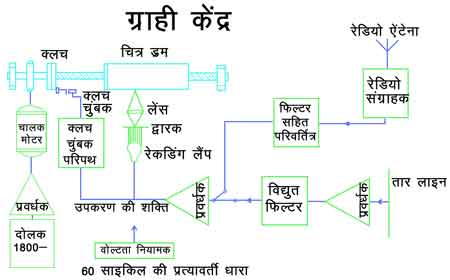 ग्राही केंद्र
रेडियो ऐंटेना
क्लच
चित्र ड्रम
क्लच
चुंबक
लेंस
द्वारक
रेकर्डिंग लैंप
फिल्टर
सहित
परिवर्तित्र
रेडियो
संग्राहक
चालक
मोटर
क्लच
चुंबक
परिपथ
उपकरण की शक्ति
प्रवर्धक
विद्युत
फिल्टर
प्रवर्धक
तार लाइन
प्रवर्धक
दोलक
1800—
वोल्टता नियामक
60 साइकिल की प्रत्यावर्ती धारा